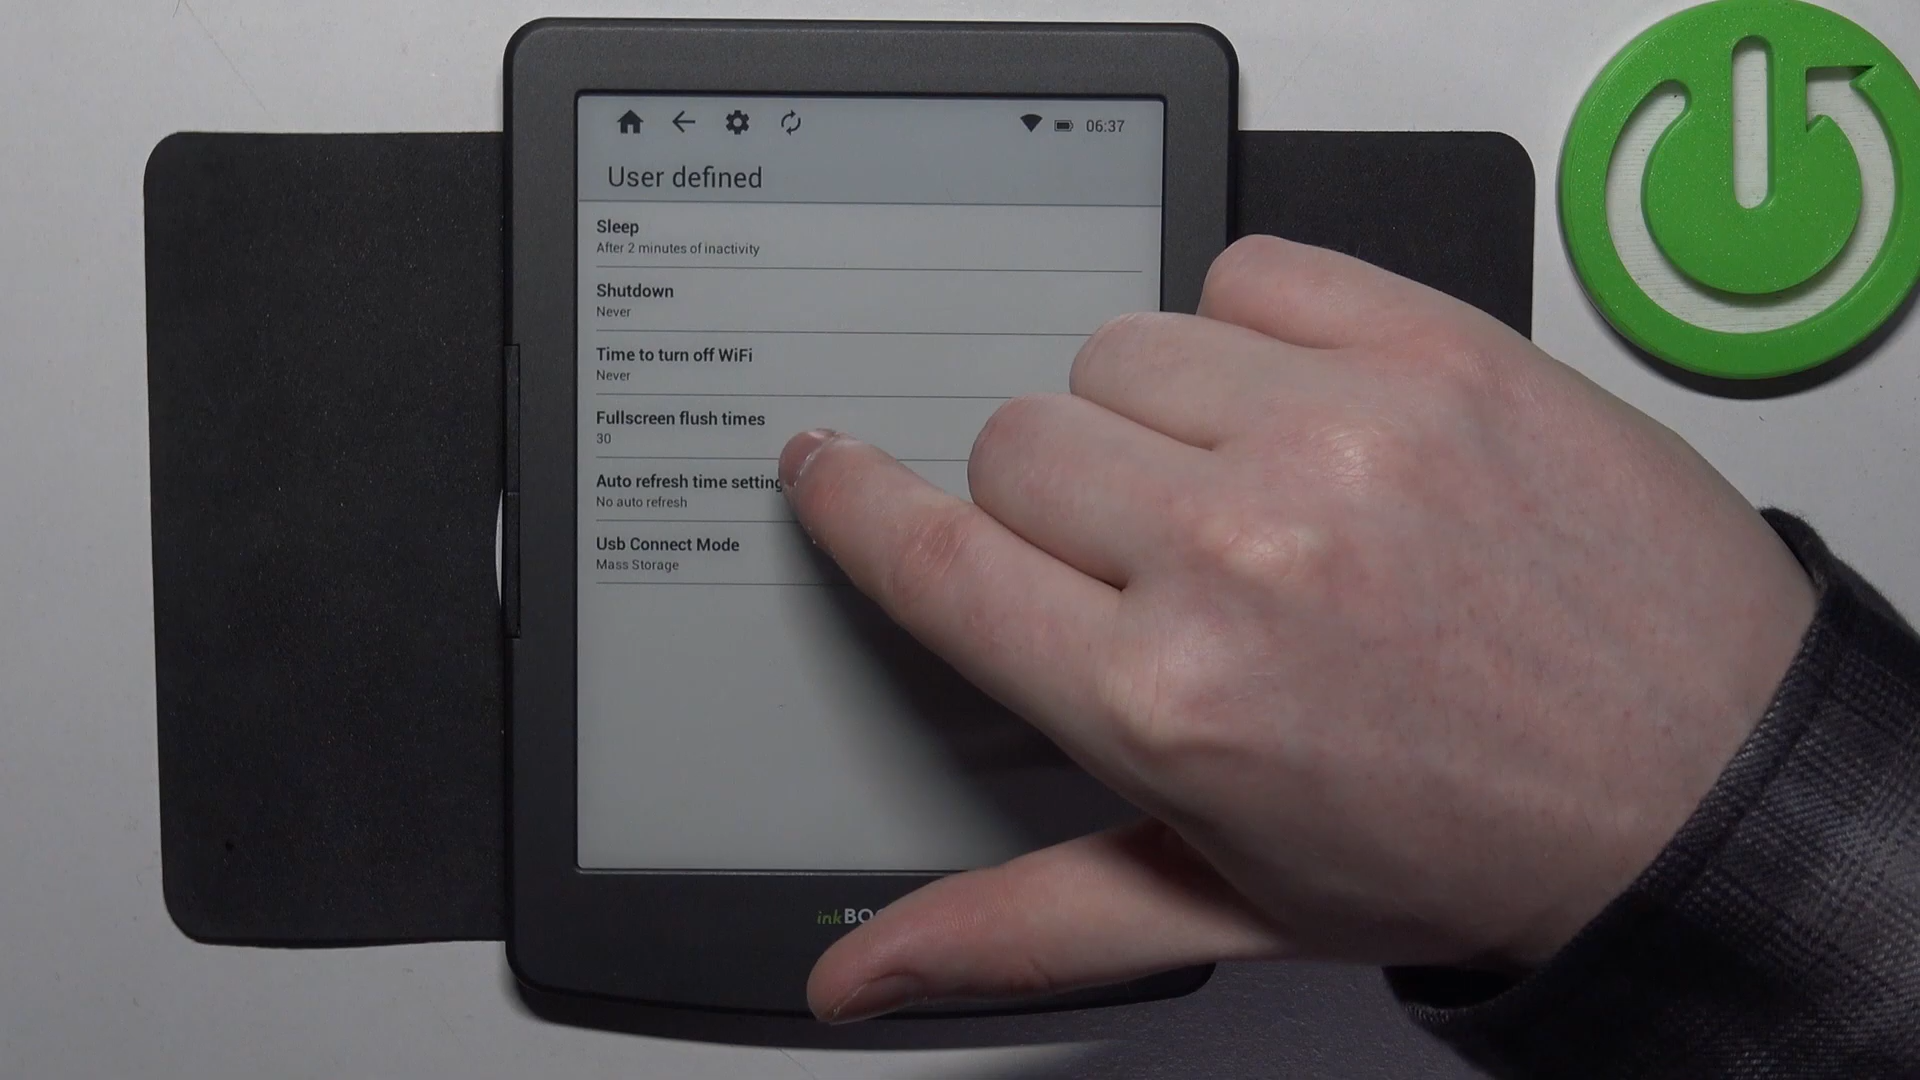 06:37
User defined
Sleep
After 2 minutes of inactivity
Shutdown
Never
Time to turn off WiFi
Never
Fullscreen flush times
30
Auto refresh time setting
No auto refresh
Usb Connect Mode
Mass Storage